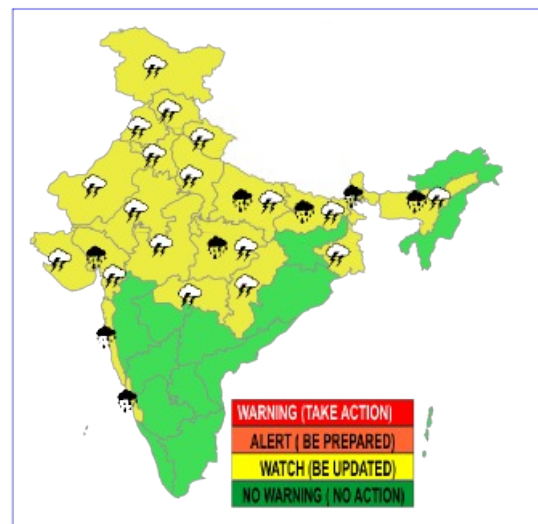 WARNING (TAKE ACTION)
ALERT ( BE PREPARED)
WATCH (BE UPDATED)
NO WARNING ( NO ACTION)